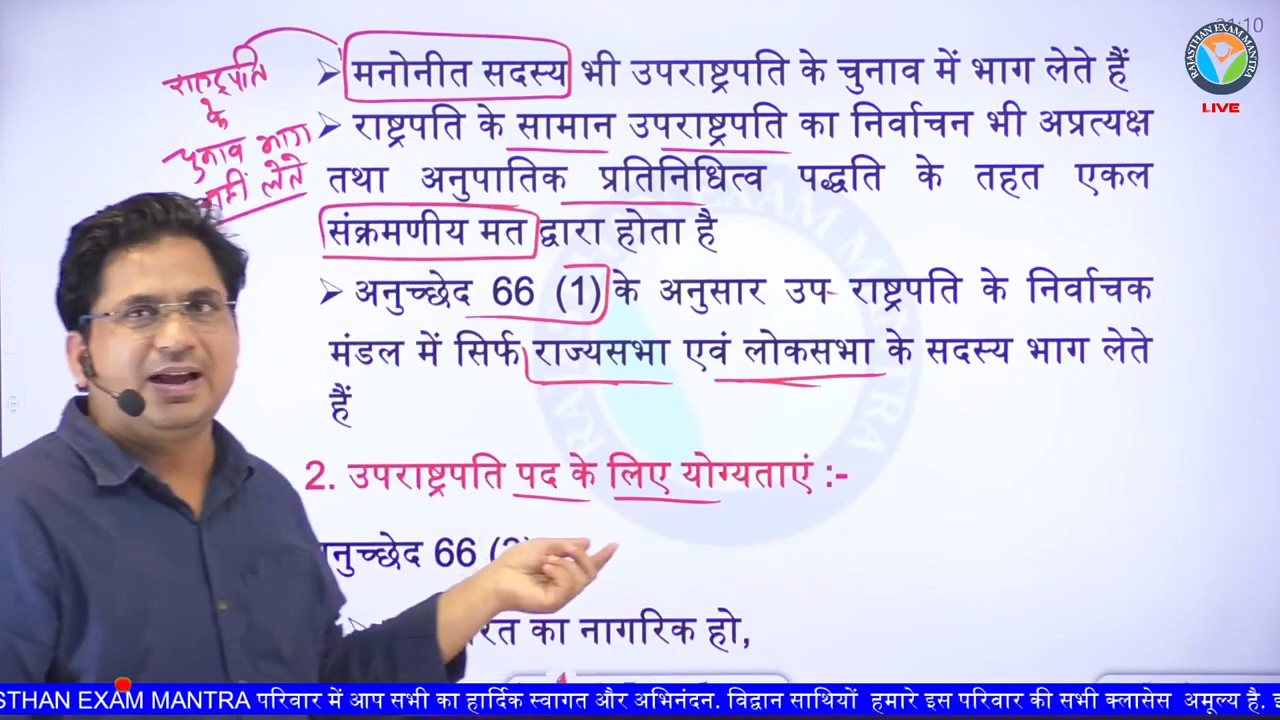 21:10
RAJASTHAN EXAM MANTRA
LIVE
राष्ट्रपति
के
चुनाव भाग
नहीं लेते
➢ मनोनीत सदस्य भी उपराष्ट्रपति के चुनाव में भाग लेते हैं
➢ राष्ट्रपति के सामान उपराष्ट्रपति का निर्वाचन भी अप्रत्यक्ष
तथा अनुपातिक प्रतिनिधित्व पद्धति के तहत एकल
संक्रमणीय मत द्वारा होता है
➢ अनुच्छेद 66 (1) के अनुसार उप राष्ट्रपति के निर्वाचक
मंडल में सिर्फ राज्यसभा एवं लोकसभा के सदस्य भाग लेते
हैं
2. उपराष्ट्रपति पद के लिए योग्यताएं :-
नुच्छेद 66
रत का नागरिक हो,
STHAN EXAM MANTRA परिवार में आप सभी का हार्दिक स्वागत और अभिनंदन. विद्वान साथियों हमारे इस परिवार की सभी क्लासेस अमूल्य है.